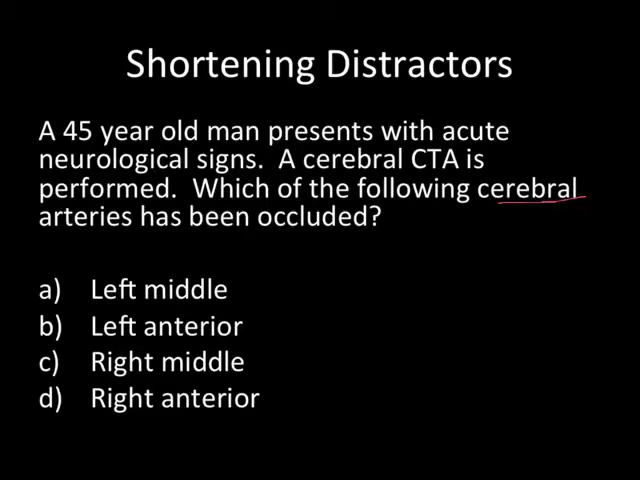 Shortening Distractors
A 45 year old man presents with acute
neurological signs.  A cerebral CTA is
performed.  Which of the following cerebral
arteries has been occluded?
a) Left middle
b) Left anterior
c) Right middle
d) Right anterior